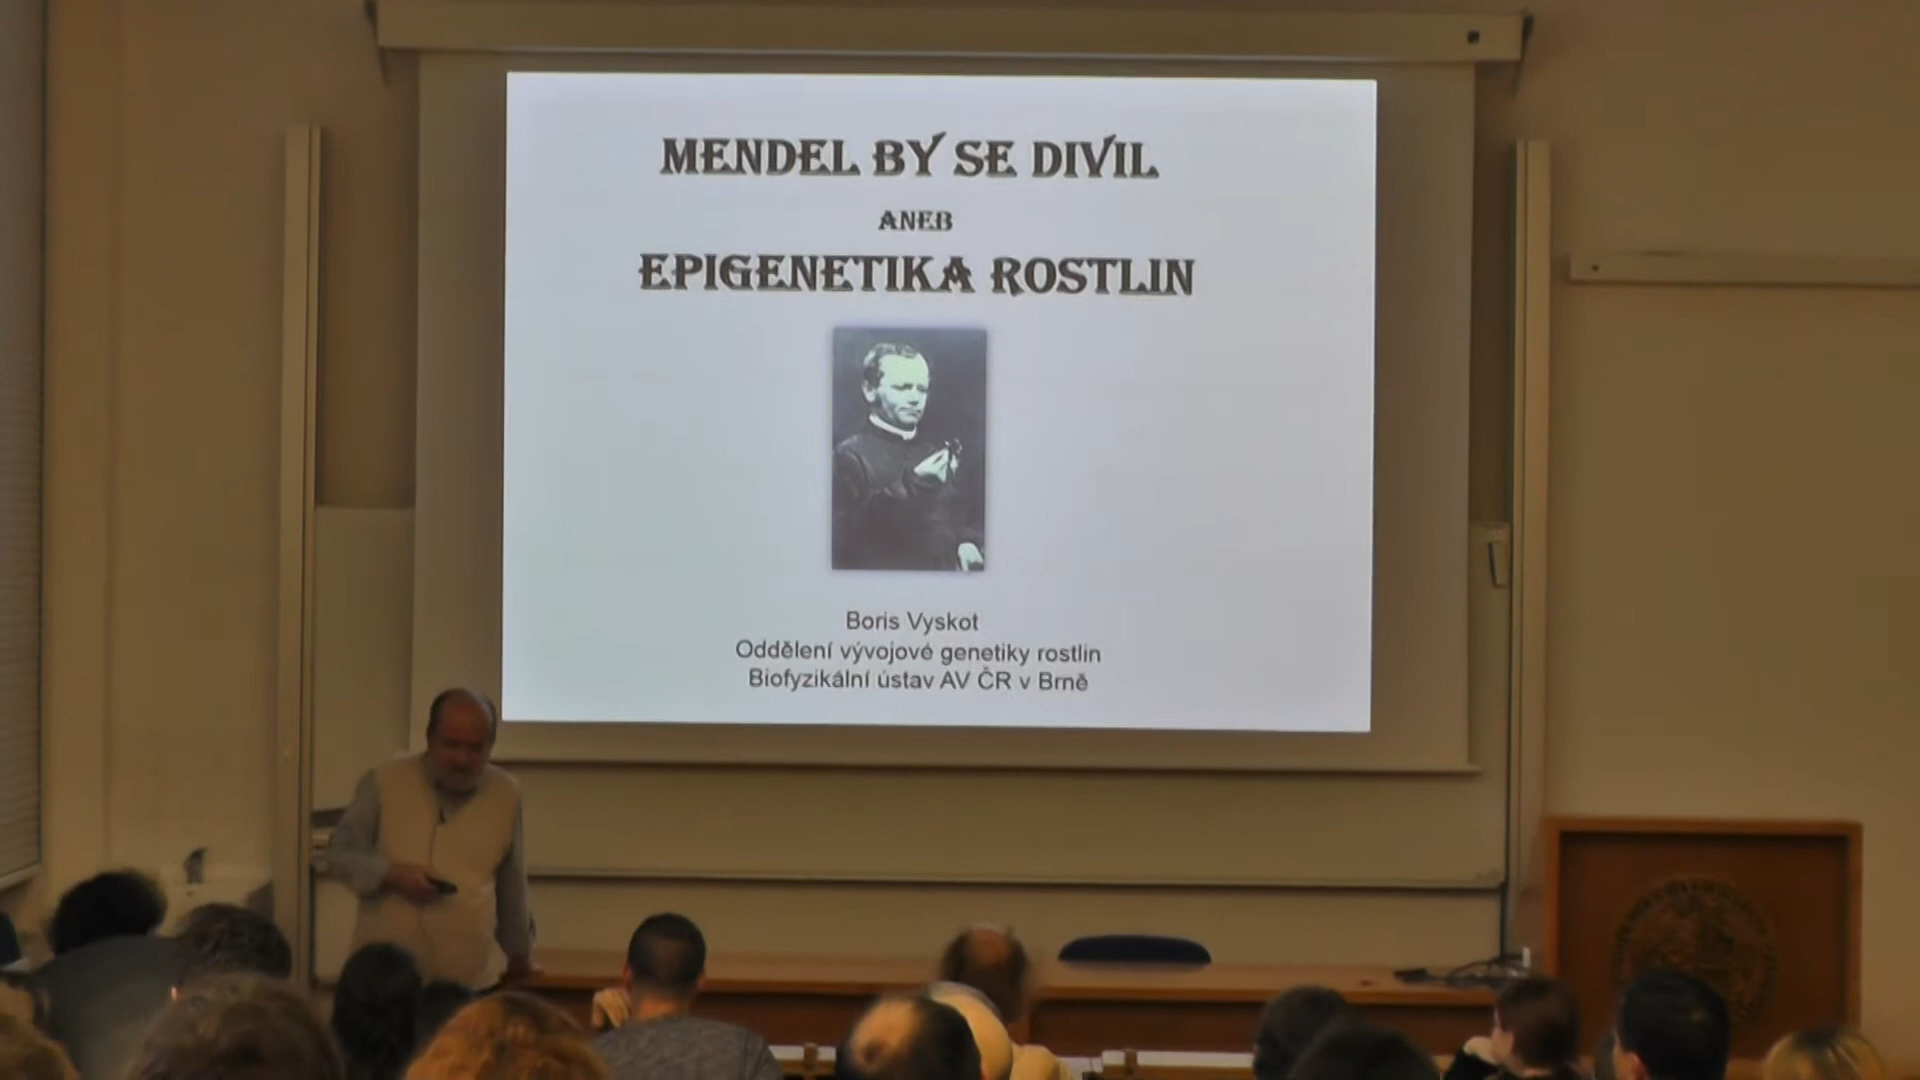 MENDEL BY SE DIVIL
ANEB
EPIGENETIKA ROSTLIN
Boris Vyskot
Oddělení vývojové genetiky rostlin
Biofyzikální ústav AV ČR v Brně